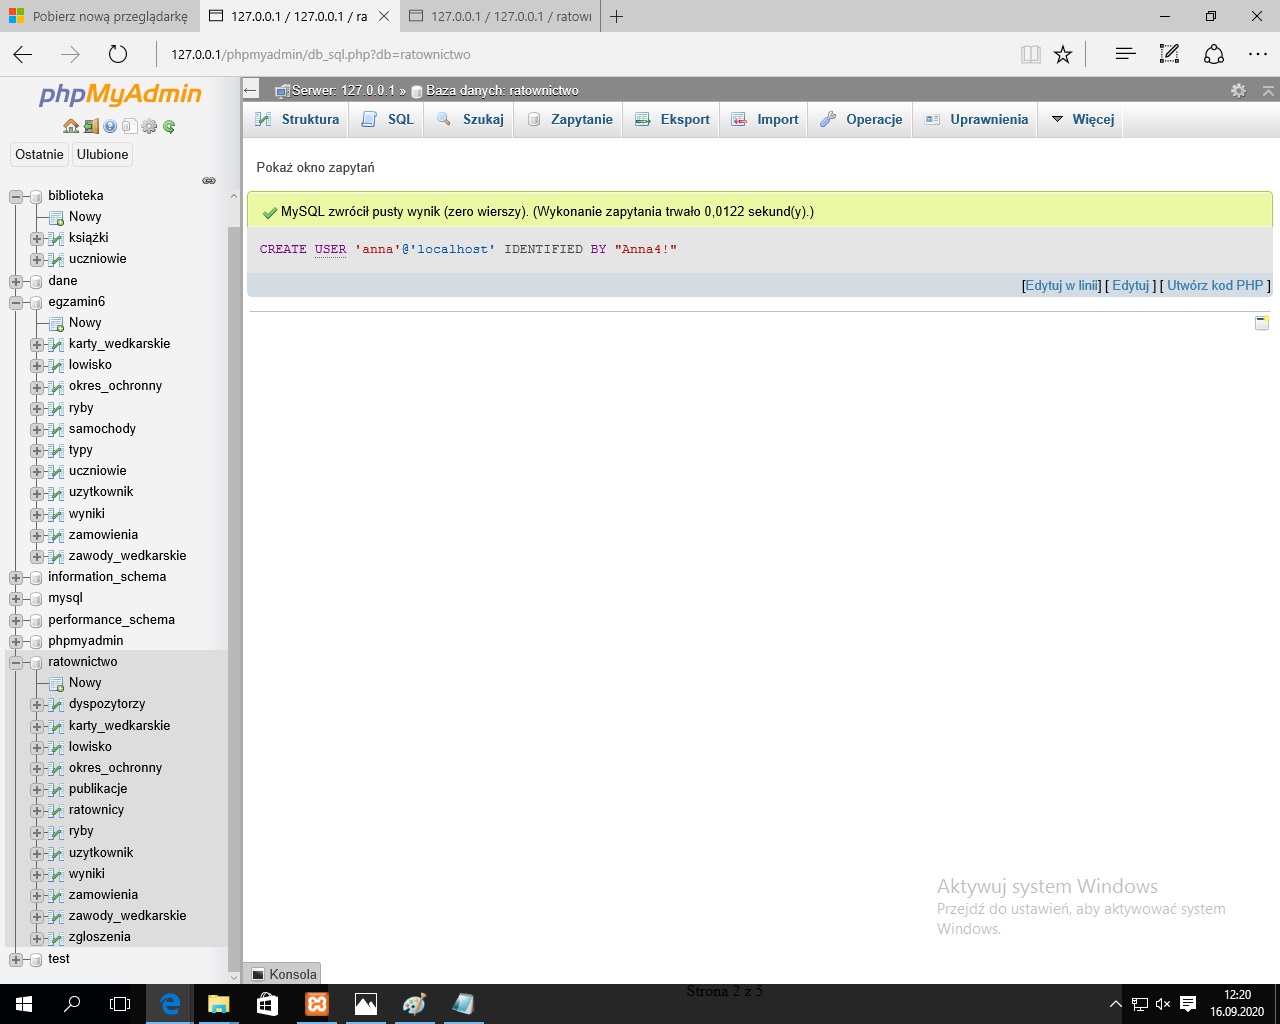 Pobierz nową przeglądarkę
127.0.0.1 / 127.0.0.1 / ra
127.0.0.1 / 127.0.0.1 / ratowi
127.0.0.1/phpmyadmin/db_sql.php?db=ratownictwo
phpMyAdmin
Ostatnie
Ulubione
biblioteka
Nowy
książki
uczniowie
dane
egzamin6
Nowy
karty_wedkarskie
lowisko
okres_ochronny
ryby
samochody
typy
uczniowie
uzytkownik
wyniki
zamowienia
zawody_wedkarskie
information_schema
mysql
performance_schema
phpmyadmin
ratownictwo
Nowy
dyspozytorzy
karty_wedkarskie
lowisko
okres_ochronny
publikacje
ratownicy
ryby
uzytkownik
wyniki
zamowienia
zawody_wedkarskie
zgloszenia
test
Serwer: 127.0.0.1 » Baza danych: ratownictwo
Struktura SQL Szukaj Zapytanie Eksport Import Operacje Uprawnienia Więcej
Pokaż okno zapytań
MySQL zwrócił pusty wynik (zero wierszy). (Wykonanie zapytania trwało 0,0122 sekund(y).)
CREATE USER 'anna'@'localhost' IDENTIFIED BY "Anna4!"
[Edytuj w linii] [ Edytuj ] [ Utwórz kod PHP ]
Aktywuj system Windows
Przejdź do ustawień, aby aktywować system
Windows.
Konsola
Strona 2 z 5
12:20
16.09.2020